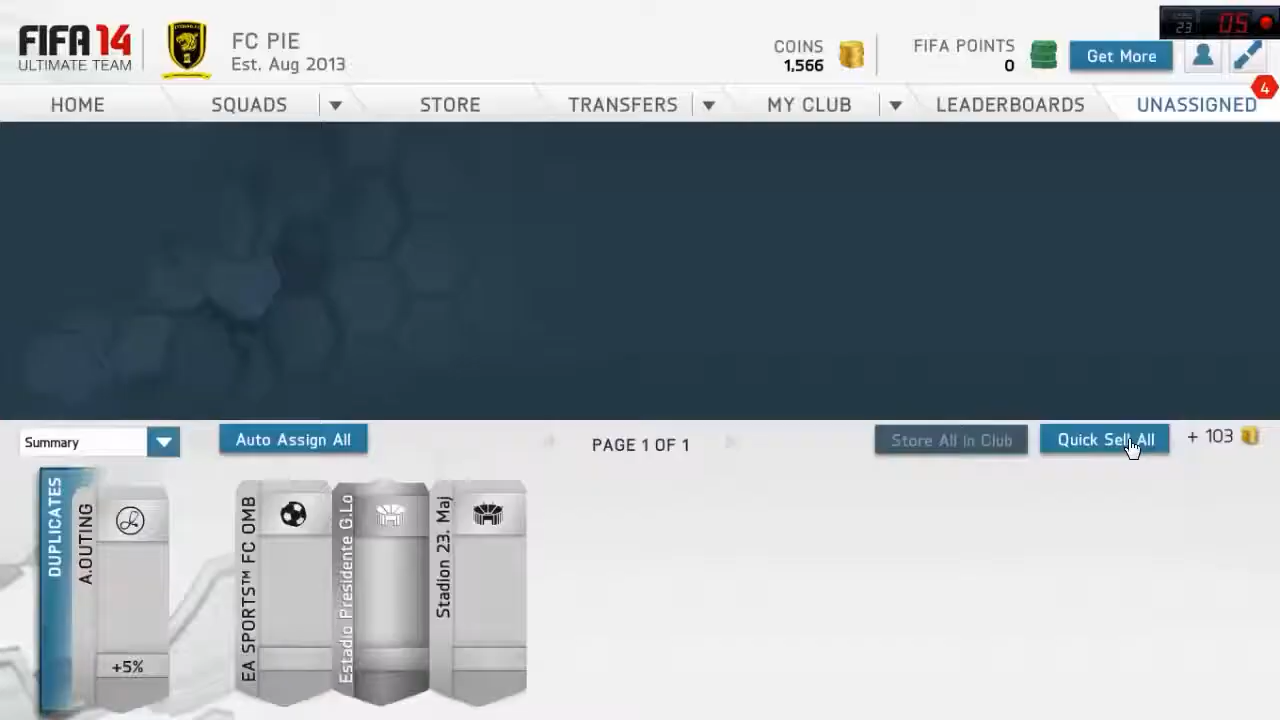 FIFA 14
ULTIMATE TEAM
FC PIE
Est. Aug 2013
COINS
1,566
FIFA POINTS
0
Get More
23
05
HOME
SQUADS
STORE
TRANSFERS
MY CLUB
LEADERBOARDS
UNASSIGNED
4
Summary
Auto Assign All
PAGE 1 OF 1
Store All in Club
Quick Sell All
+ 103
DUPLICATES
A.OUTING
+5%
EA SPORTS™ FC OMB
Estadio Presidente G.Lo
Stadion 23. Maj